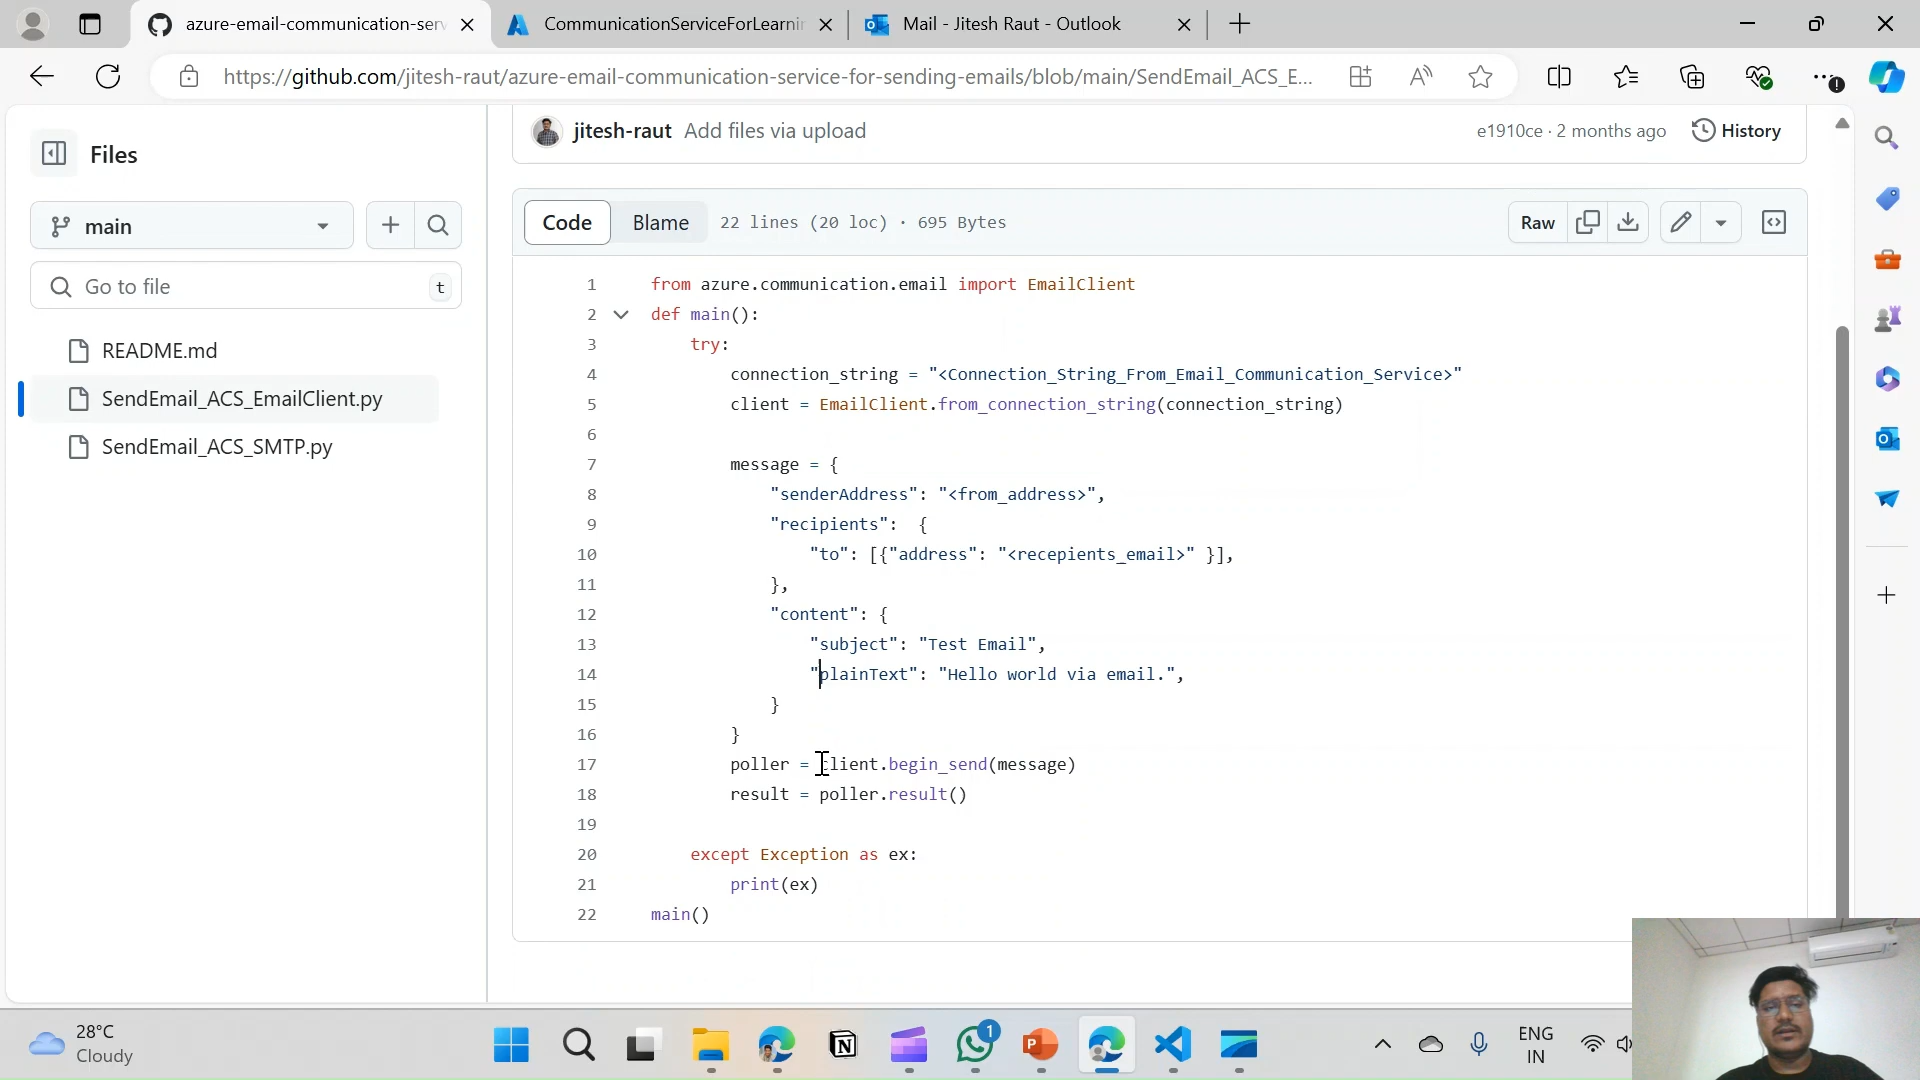 azure-email-communication-serv
CommunicationServiceForLearnin
Mail - Jitesh Raut - Outlook
https://github.com/jitesh-raut/azure-email-communication-service-for-sending-emails/blob/main/SendEmail_ACS_E...
Files
main
Go to file
t
README.md
SendEmail_ACS_EmailClient.py
SendEmail_ACS_SMTP.py
jitesh-raut Add files via upload
e1910ce · 2 months ago
History
Code
Blame
22 lines (20 loc) · 695 Bytes
Raw
1 from azure.communication.email import EmailClient
2 def main():
3 try:
4 connection_string = "<Connection_String_From_Email_Communication_Service>"
5 client = EmailClient.from_connection_string(connection_string)
6
7 message = {
8 "senderAddress": "<from_address>",
9 "recipients": {
10 "to": [{"address": "<recepients_email>" }],
11 },
12 "content": {
13 "subject": "Test Email",
14 "plainText": "Hello world via email.",
15 }
16 }
17 poller = client.begin_send(message)
18 result = poller.result()
19
20 except Exception as ex:
21 print(ex)
22 main()
28°C
Cloudy
1
ENG
IN